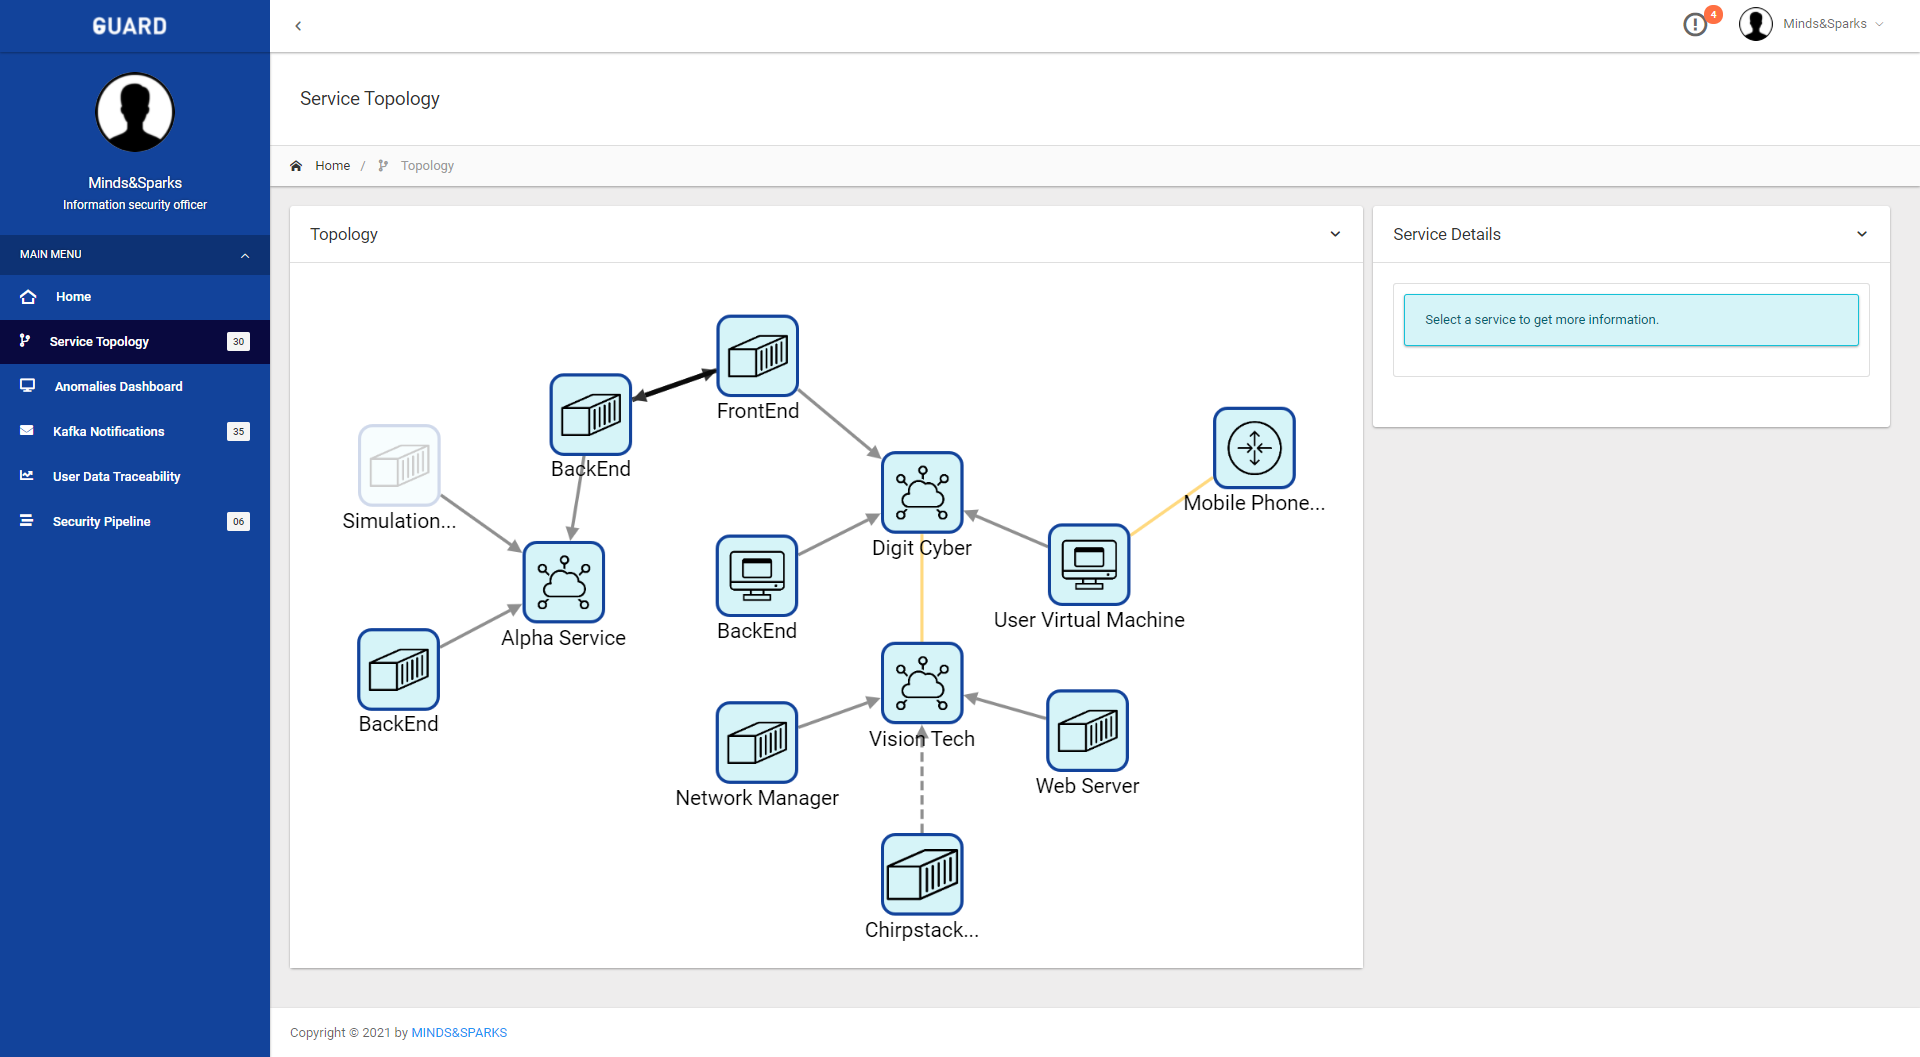 GUARD
4
Minds&Sparks
Minds&Sparks
Information security officer
MAIN MENU
Home
Service Topology 30
Anomalies Dashboard
Kafka Notifications 35
User Data Traceability
Security Pipeline 06
Service Topology
Home / Topology
Topology
FrontEnd
BackEnd
Simulation...
Mobile Phone...
Digit Cyber
BackEnd
User Virtual Machine
Alpha Service
BackEnd
Vision Tech
Network Manager
Web Server
Chirpstack...
Service Details
Select a service to get more information.
Copyright © 2021 by MINDS&SPARKS